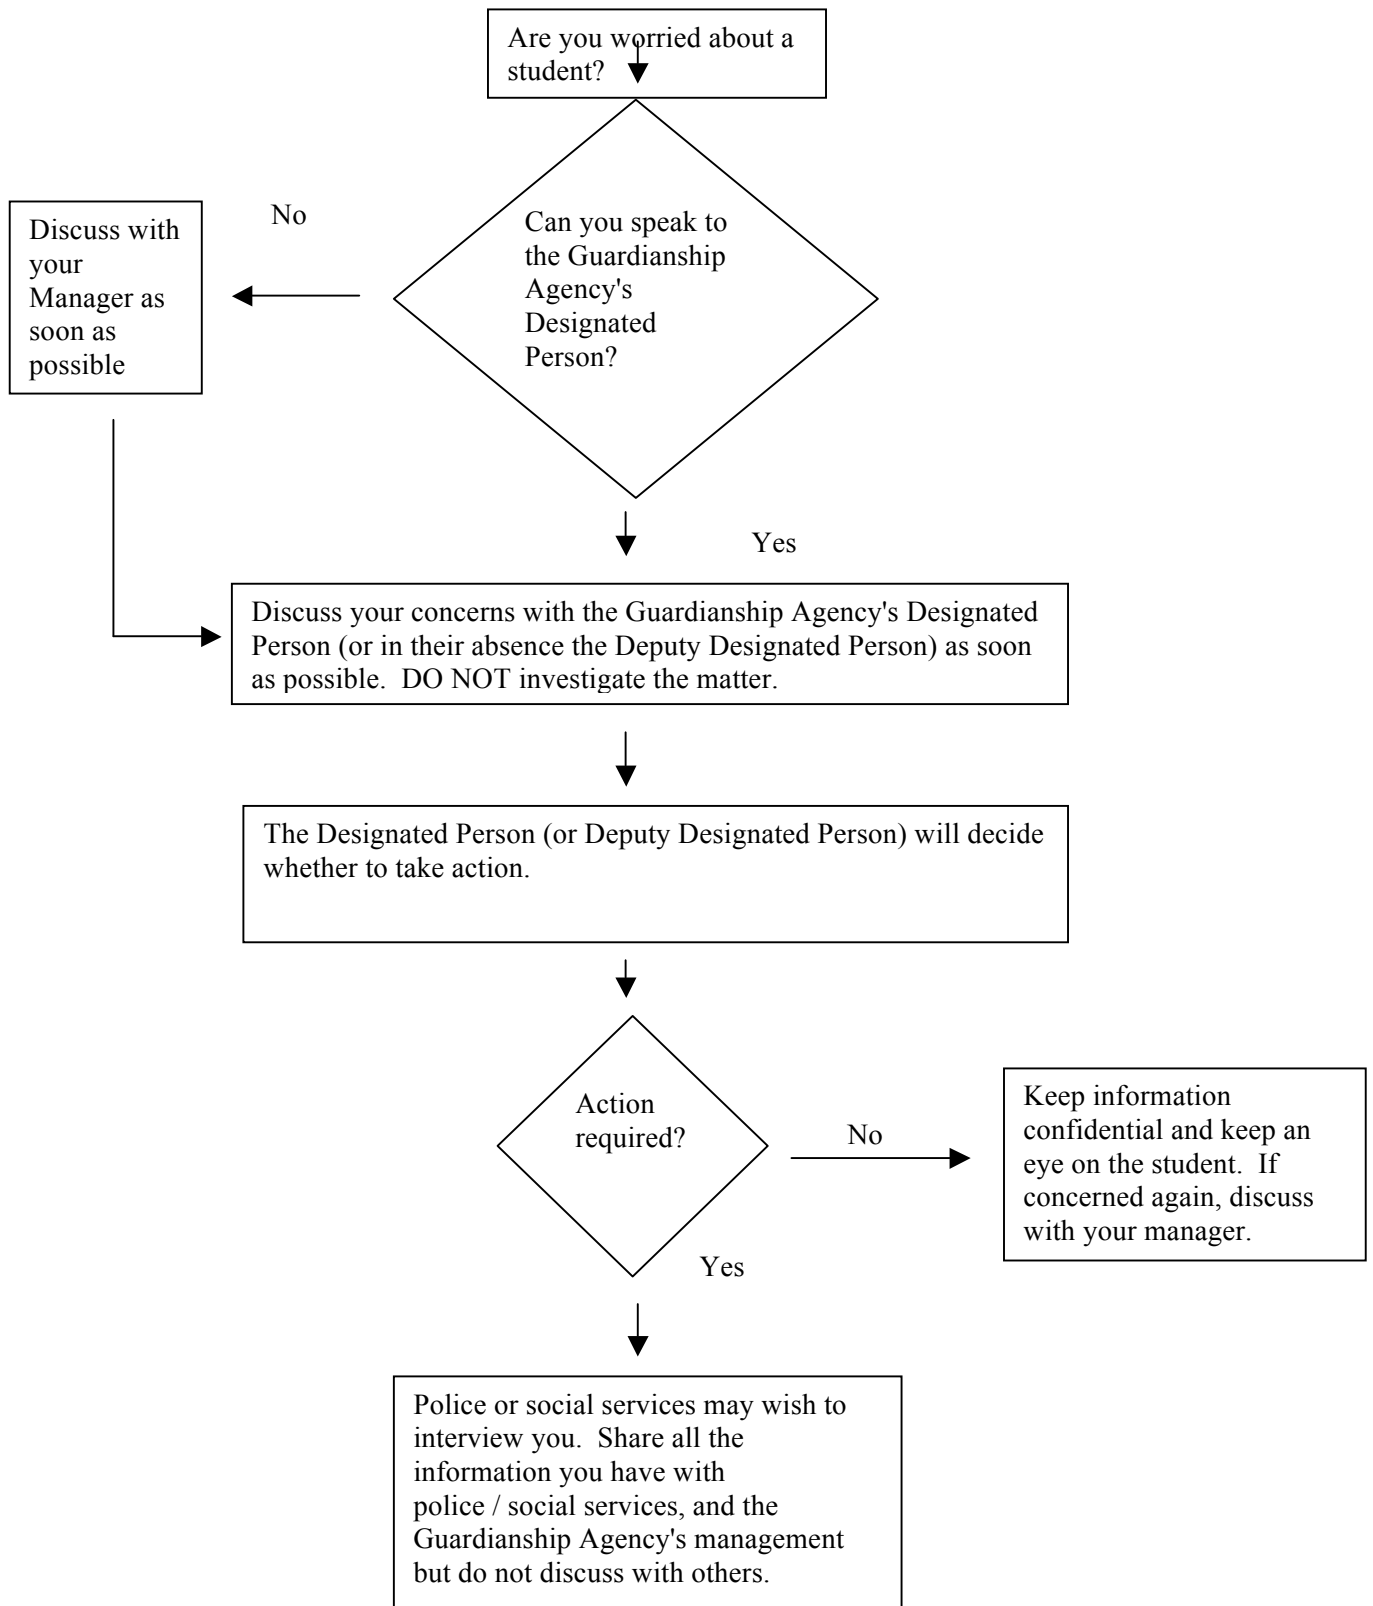 Are you worried about a
student?
No
Discuss with
your
Manager as
soon as
possible
Can you speak to
the Guardianship
Agency's
Designated
Person?
Yes
Discuss your concerns with the Guardianship Agency's Designated
Person (or in their absence the Deputy Designated Person) as soon
as possible.  DO NOT investigate the matter.
The Designated Person (or Deputy Designated Person) will decide
whether to take action.
Action
required?
No
Keep information
confidential and keep an
eye on the student.  If
concerned again, discuss
with your manager.
Yes
Police or social services may wish to
interview you.  Share all the
information you have with
police / social services, and the
Guardianship Agency's management
but do not discuss with others.